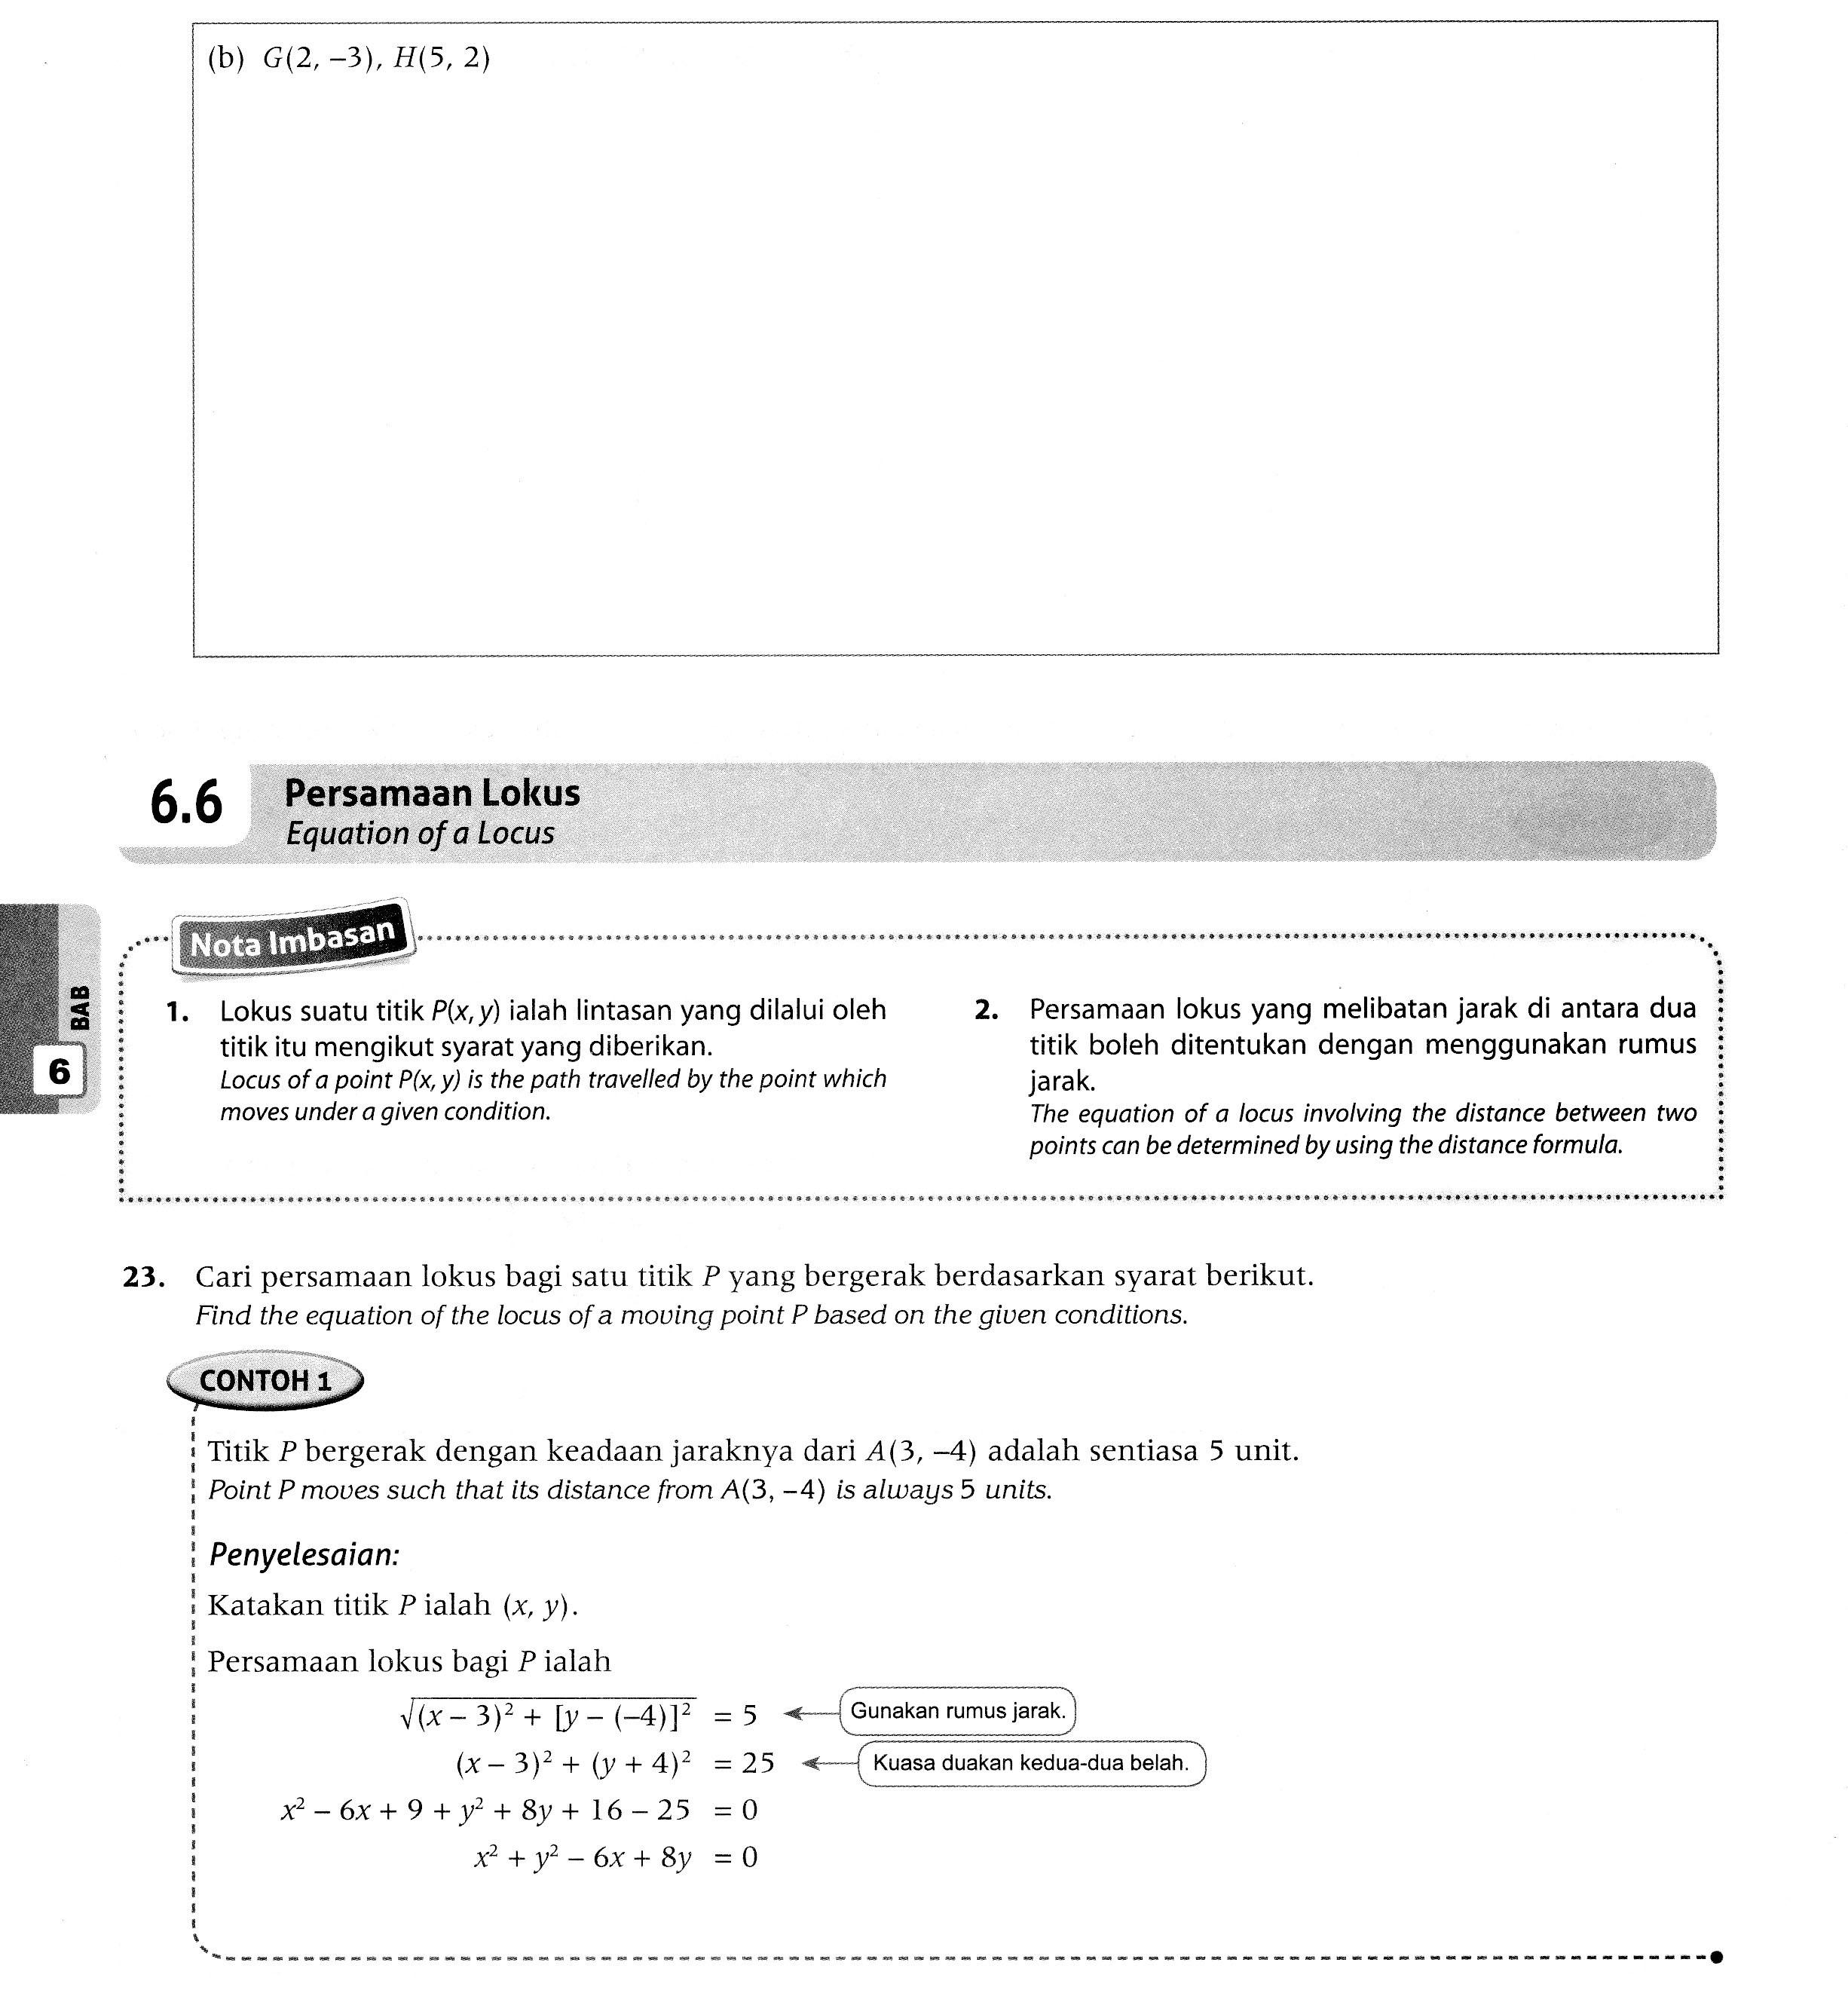 (b) G(2, –3), H(5, 2)
6.6 Persamaan Lokus
Equation of a Locus
Nota Imbasan
1. Lokus suatu titik P(x, y) ialah lintasan yang dilalui oleh
titik itu mengikut syarat yang diberikan.
Locus of a point P(x, y) is the path travelled by the point which
moves under a given condition.
2. Persamaan lokus yang melibatan jarak di antara dua
titik boleh ditentukan dengan menggunakan rumus
jarak.
The equation of a locus involving the distance between two
points can be determined by using the distance formula.
BAB
6
23. Cari persamaan lokus bagi satu titik P yang bergerak berdasarkan syarat berikut.
Find the equation of the locus of a moving point P based on the given conditions.
CONTOH 1
Titik P bergerak dengan keadaan jaraknya dari A(3, –4) adalah sentiasa 5 unit.
Point P moves such that its distance from A(3, –4) is always 5 units.
Penyelesaian:
Katakan titik P ialah (x, y).
Persamaan lokus bagi P ialah
√(x – 3)² + [y – (–4)]² = 5 Gunakan rumus jarak.
(x – 3)² + (y + 4)² = 25 Kuasa duakan kedua-dua belah.
x² – 6x + 9 + y² + 8y + 16 – 25 = 0
x² + y² – 6x + 8y = 0